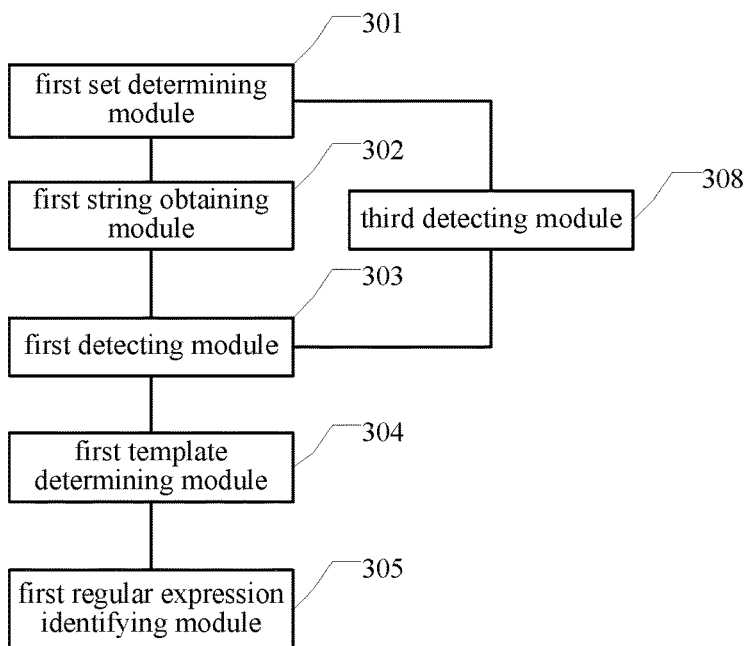 301
first set determining
module
302
first string obtaining
module
308
third detecting module
303
first detecting module
304
first template
determining module
305
first regular expression
identifying module